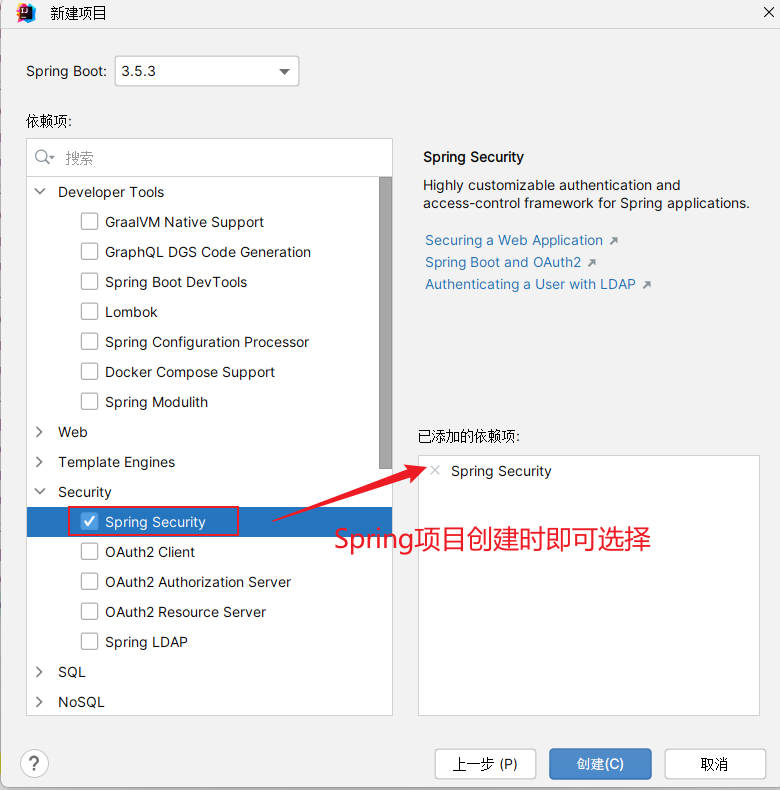 新建项目
Spring Boot: 3.5.3
依赖项:
搜索
Developer Tools
GraalVM Native Support
GraphQL DGS Code Generation
Spring Boot DevTools
Lombok
Spring Configuration Processor
Docker Compose Support
Spring Modulith
Web
Template Engines
Security
Spring Security
OAuth2 Client
OAuth2 Authorization Server
OAuth2 Resource Server
Spring LDAP
SQL
NoSQL
Spring Security
Highly customizable authentication and
access-control framework for Spring applications.
Securing a Web Application
Spring Boot and OAuth2
Authenticating a User with LDAP
已添加的依赖项:
Spring Security
Spring项目创建时即可选择
?
上一步 (P)
创建(C)
取消